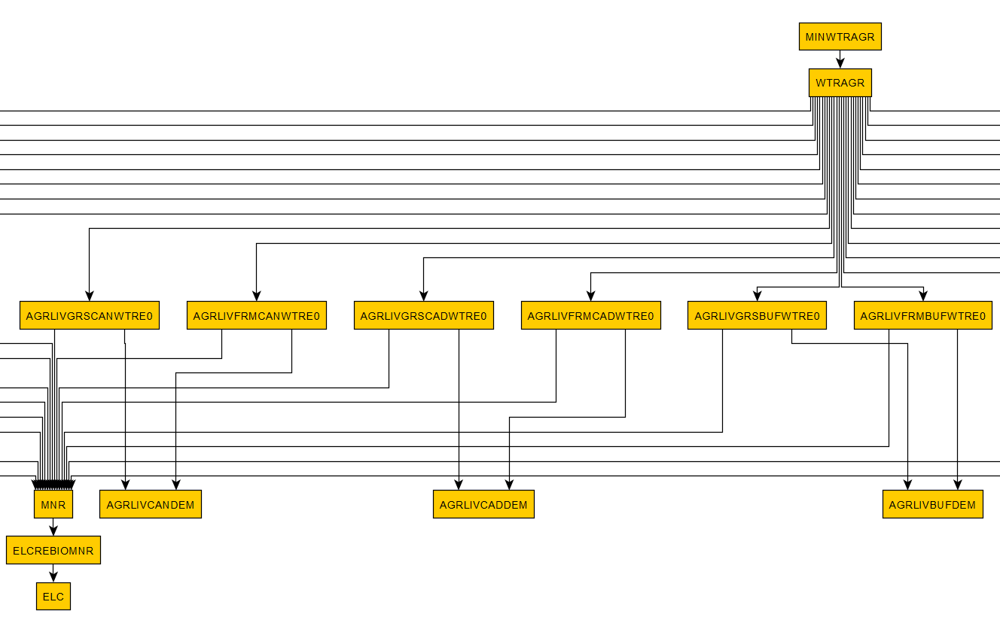 MINWTRAGR
WTRAGR
AGRLIVGRSCANWTRE0
AGRLIVFRMCANWTRE0
AGRLIVGRSCADWTRE0
AGRLIVFRMCADWTRE0
AGRLIVGRSBUFWTRE0
AGRLIVFRMBUFWTRE0
MNR
AGRLIVCANDEM
AGRLIVCADDEM
AGRLIVBUFDEM
ELCREBIOMNR
ELC